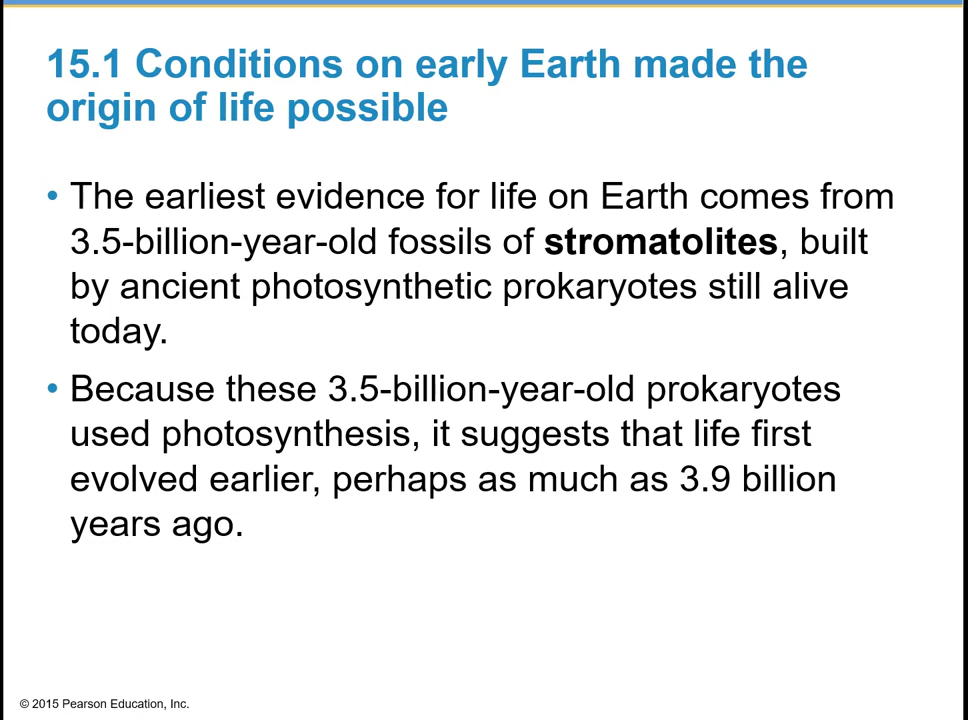 15.1 Conditions on early Earth made the
origin of life possible
• The earliest evidence for life on Earth comes from
3.5-billion-year-old fossils of stromatolites, built
by ancient photosynthetic prokaryotes still alive
today.
• Because these 3.5-billion-year-old prokaryotes
used photosynthesis, it suggests that life first
evolved earlier, perhaps as much as 3.9 billion
years ago.
© 2015 Pearson Education, Inc.